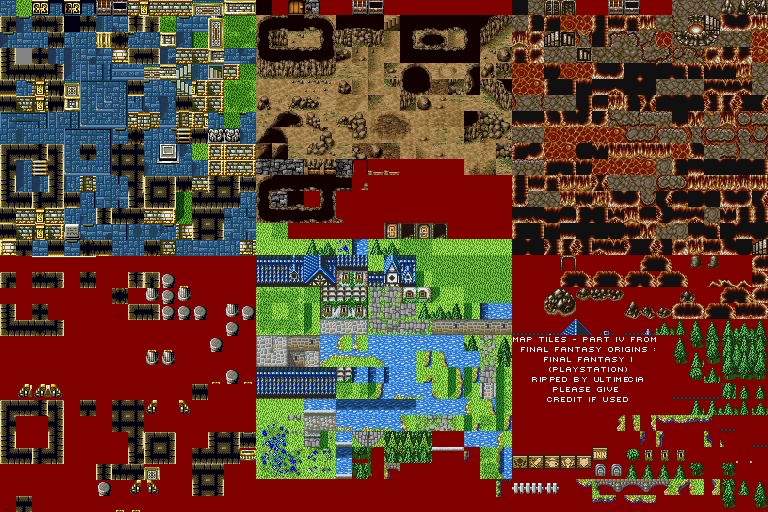 MAP TILES - PART IV FROM
FINAL FANTASY ORIGINS :
FINAL FANTASY I
(PLAYSTATION)
RIPPED BY ULTIMECIA
PLEASE GIVE
CREDIT IF USED
INN